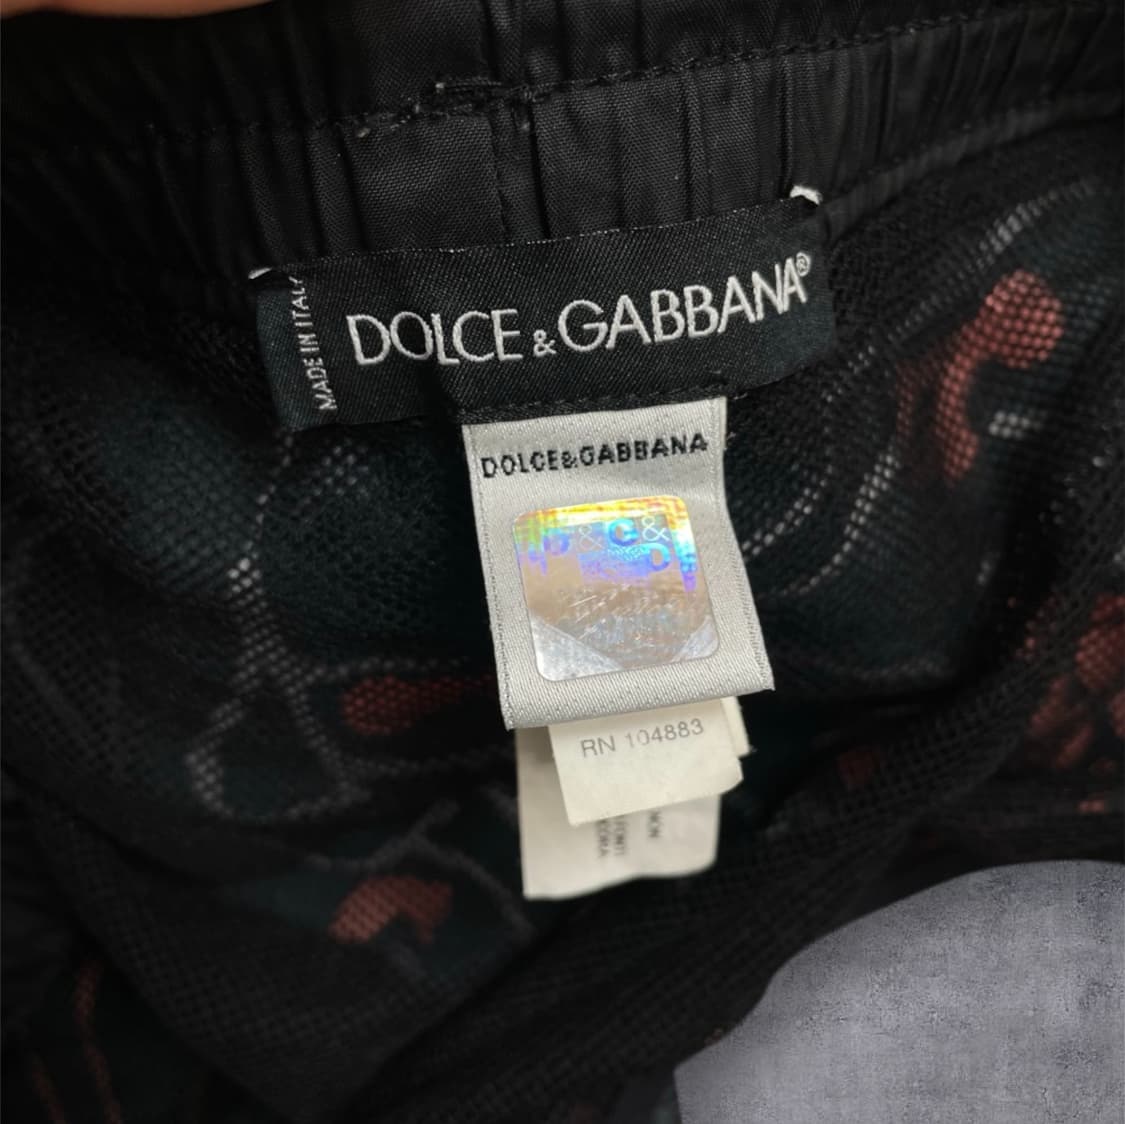 MADE IN ITALY
DOLCE & GABBANA®
DOLCE&GABBANA
D & G &
D
RN 104883